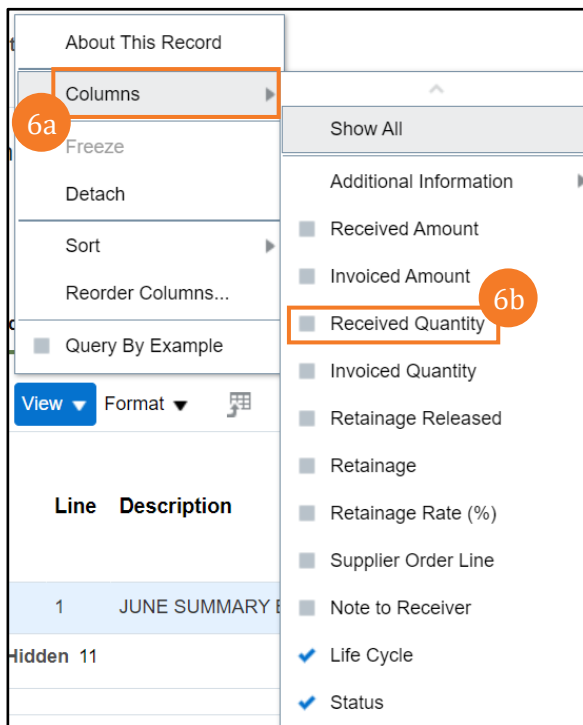 About This Record
Columns
6a
Freeze
Detach
Sort
Reorder Columns...
Query By Example
View
Format
Line Description
1 JUNE SUMMARY
Hidden 11
Show All
Additional Information
Received Amount
Invoiced Amount
6b
Received Quantity
Invoiced Quantity
Retainage Released
Retainage
Retainage Rate (%)
Supplier Order Line
Note to Receiver
Life Cycle
Status